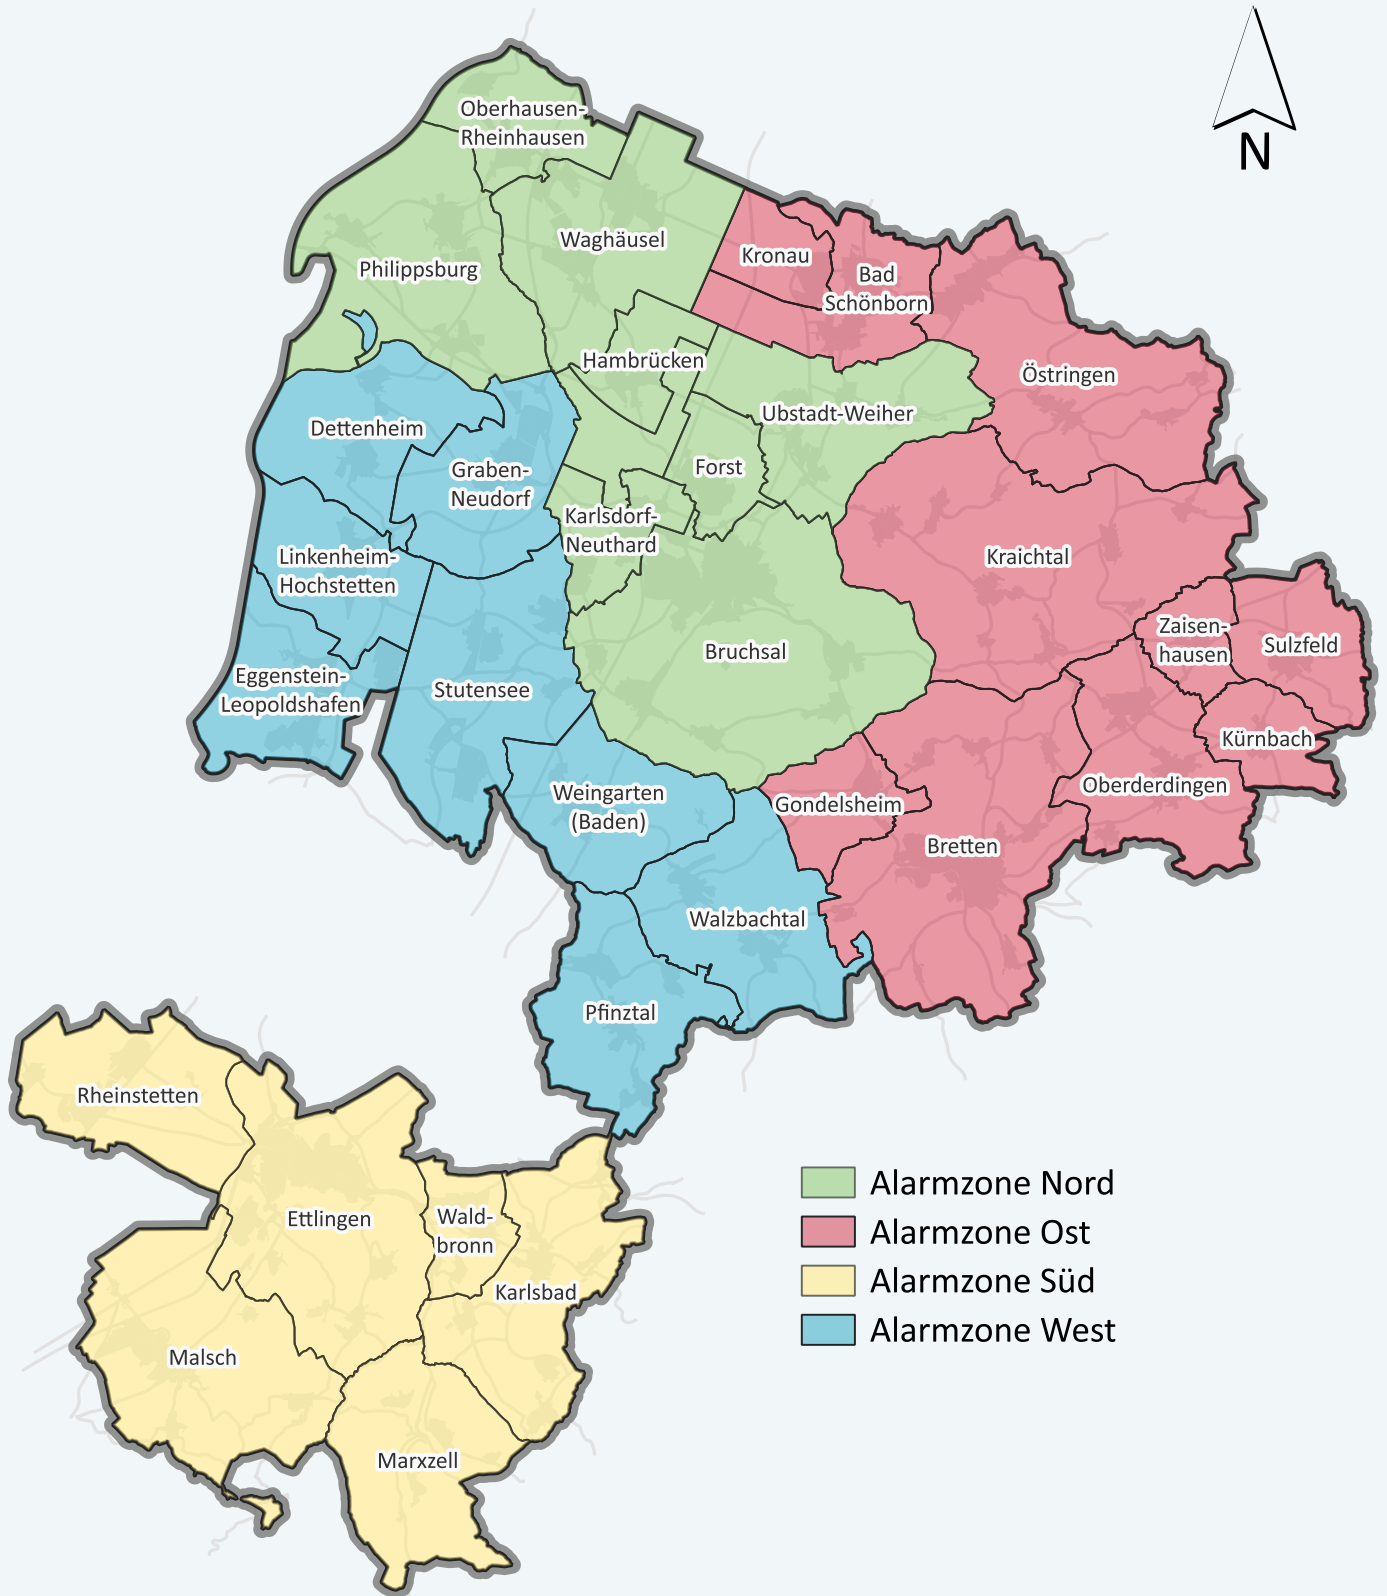 N
Oberhausen-
Rheinhausen
Waghäusel
Philippsburg
Kronau
Bad
Schönborn
Hambrücken
Östringen
Ubstadt-Weiher
Dettenheim
Graben-
Neudorf
Forst
Karlsdorf-
Neuthard
Linkenheim-
Hochstetten
Kraichtal
Zaisen-
hausen
Sulzfeld
Bruchsal
Eggenstein-
Leopoldshafen
Stutensee
Kürnbach
Oberderdingen
Weingarten
(Baden)
Gondelsheim
Bretten
Walzbachtal
Pfinztal
Rheinstetten
Ettlingen
Wald-
bronn
Karlsbad
Malsch
Marxzell
Alarmzone Nord
Alarmzone Ost
Alarmzone Süd
Alarmzone West